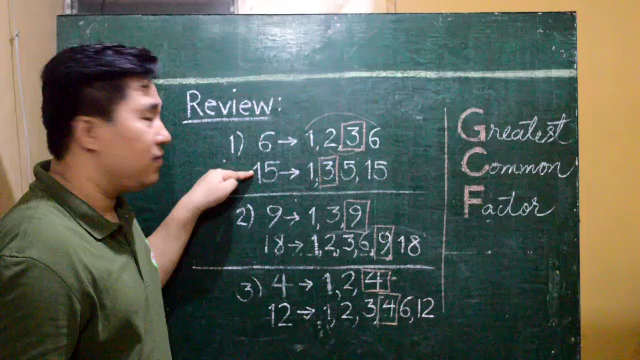 Review:
1) 6 → 1, 2, 3 6
15 → 1, 3 5, 15
2) 9 → 1, 3, 9
18 → 1, 2, 3, 6, 9 18
3) 4 → 1, 2, 4
12 → 1, 2, 3 4 6, 12
Greatest
Common
Factor